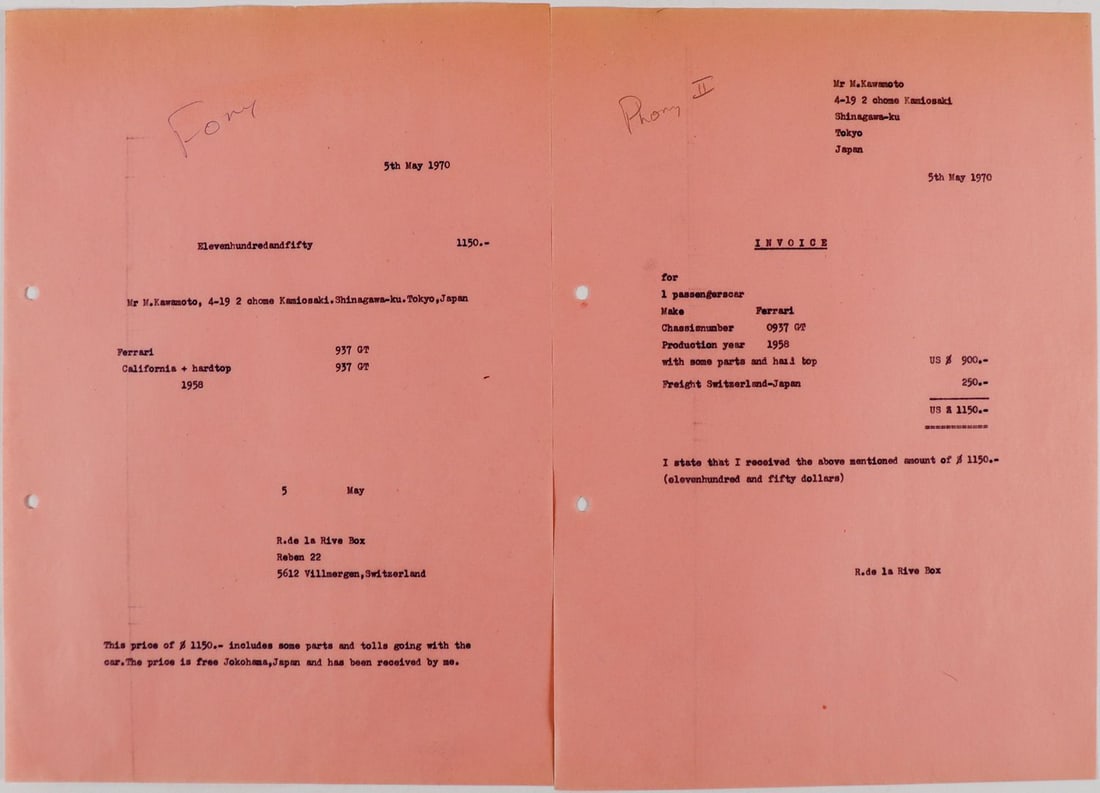 Fony
5th May 1970
Elevenhundredandfifty 1150.-
Mr M.Kawamoto, 4-19 2 chome Kamiosaki.Shinagawa-ku.Tokyo,Japan
Ferrari 937 GT
California + hardtop 937 GT
1958
5 May
R.de la Rive Box
Reben 22
5612 Villmergen,Switzerland
This price of $ 1150.- includes some parts and tolls going with the
car.The price is free Jokohama,Japan and has been received by me.
Phony II
Mr M.Kawamoto
4-19 2 chome Kamiosaki
Shinagawa-ku
Tokyo
Japan
5th May 1970
INVOICE
for
1 passengerscar
Make Ferrari
Chassisnumber 0937 GT
Production year 1958
with some parts and hard top US $ 900.-
Freight Switzerland-Japan 250.-
US $ 1150.-
I state that I received the above mentioned amount of $ 1150.-
(elevenhundred and fifty dollars)
R.de la Rive Box